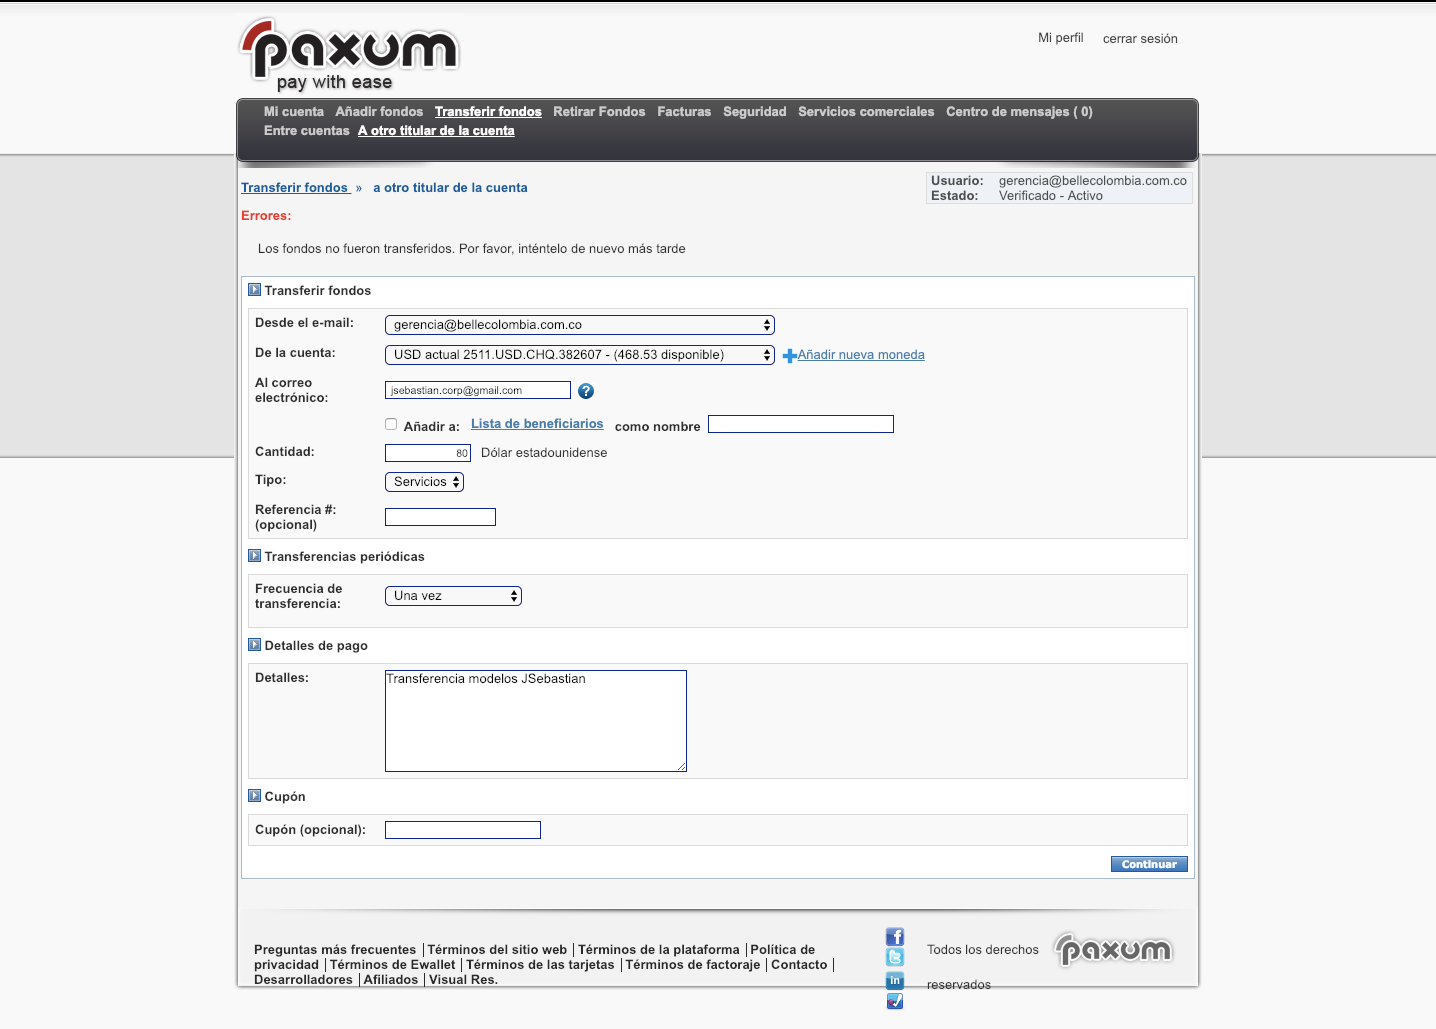 paxum
pay with ease
Mi perfil cerrar sesión
Mi cuenta Añadir fondos Transferir fondos Retirar Fondos Facturas Seguridad Servicios comerciales Centro de mensajes ( 0)
Entre cuentas A otro titular de la cuenta
Transferir fondos » a otro titular de la cuenta
Usuario: gerencia@bellecolombia.com.co
Estado: Verificado - Activo
Errores:
Los fondos no fueron transferidos. Por favor, inténtelo de nuevo más tarde
Transferir fondos
Desde el e-mail: gerencia@bellecolombia.com.co
De la cuenta: USD actual 2511.USD.CHQ.382607 - (468.53 disponible) Añadir nueva moneda
Al correo
electrónico: jsebastian.corp@gmail.com ?
Añadir a: Lista de beneficiarios como nombre
Cantidad: 80 Dólar estadounidense
Tipo: Servicios
Referencia #:
(opcional)
Transferencias periódicas
Frecuencia de
transferencia: Una vez
Detalles de pago
Detalles: Transferencia modelos JSebastian
Cupón
Cupón (opcional):
Continuar
Preguntas más frecuentes | Términos del sitio web | Términos de la plataforma | Política de
privacidad | Términos de Ewallet | Términos de las tarjetas | Términos de factoraje | Contacto |
Desarrolladores | Afiliados | Visual Res.
f
t
in
Todos los derechos
reservados
paxum